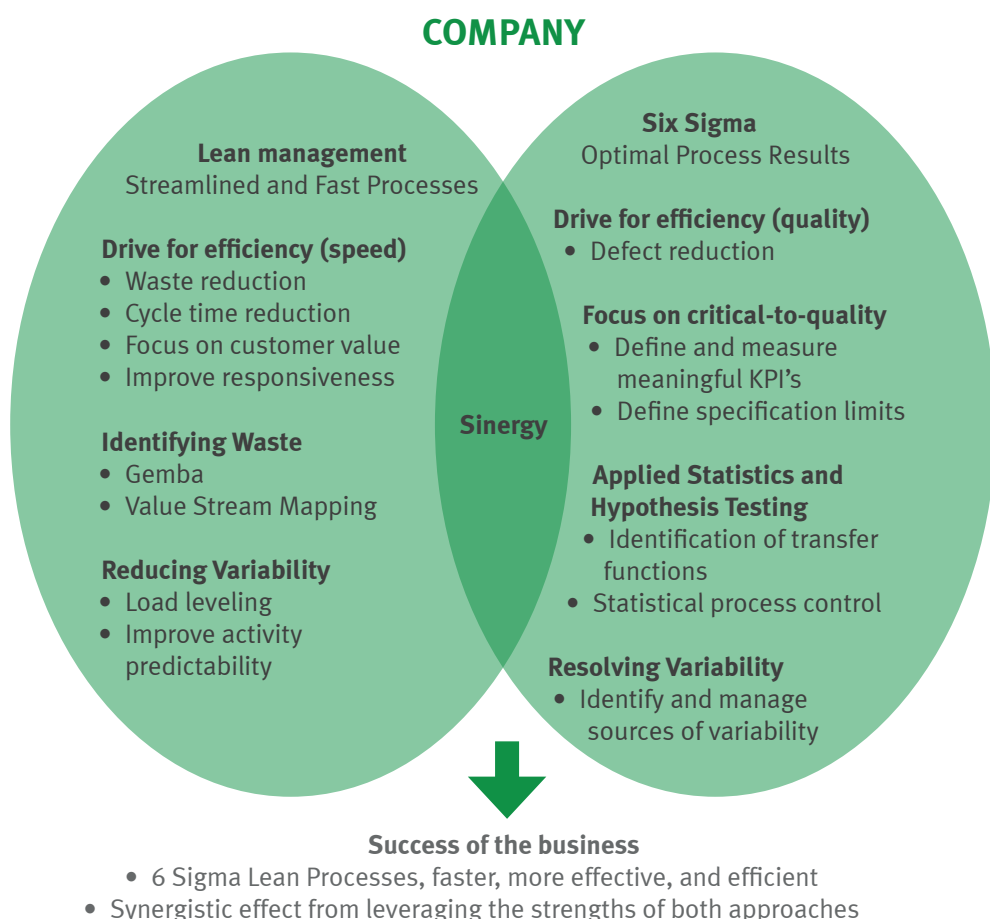 COMPANY
Lean management
Streamlined and Fast Processes
Drive for efficiency (speed)
• Waste reduction
• Cycle time reduction
• Focus on customer value
• Improve responsiveness
Identifying Waste
• Gemba
• Value Stream Mapping
Reducing Variability
• Load leveling
• Improve activity
predictability
Sinergy
Six Sigma
Optimal Process Results
Drive for efficiency (quality)
• Defect reduction
Focus on critical-to-quality
• Define and measure
meaningful KPI's
• Define specification limits
Applied Statistics and
Hypothesis Testing
• Identification of transfer
functions
• Statistical process control
Resolving Variability
• Identify and manage
sources of variability
Success of the business
• 6 Sigma Lean Processes, faster, more effective, and efficient
• Synergistic effect from leveraging the strengths of both approaches